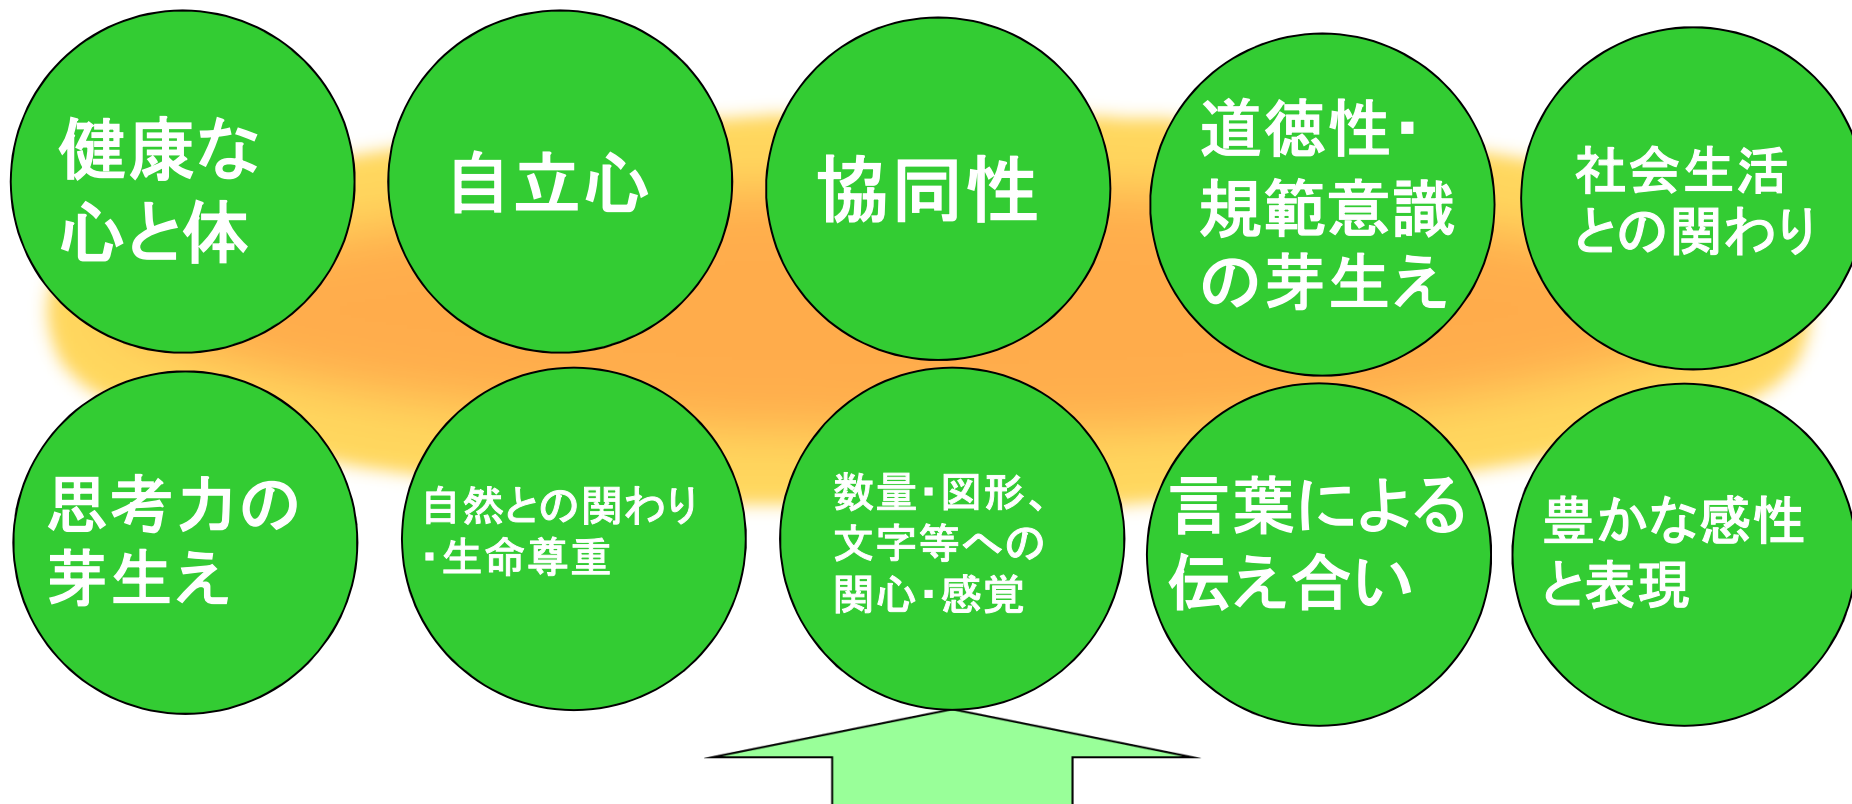 健康な
心と体
自立心
協同性
道徳性・
規範意識
の芽生え
社会生活
との関わり
思考力の
芽生え
自然との関わり
・生命尊重
数量・図形、
文字等への
関心・感覚
言葉による
伝え合い
豊かな感性
と表現